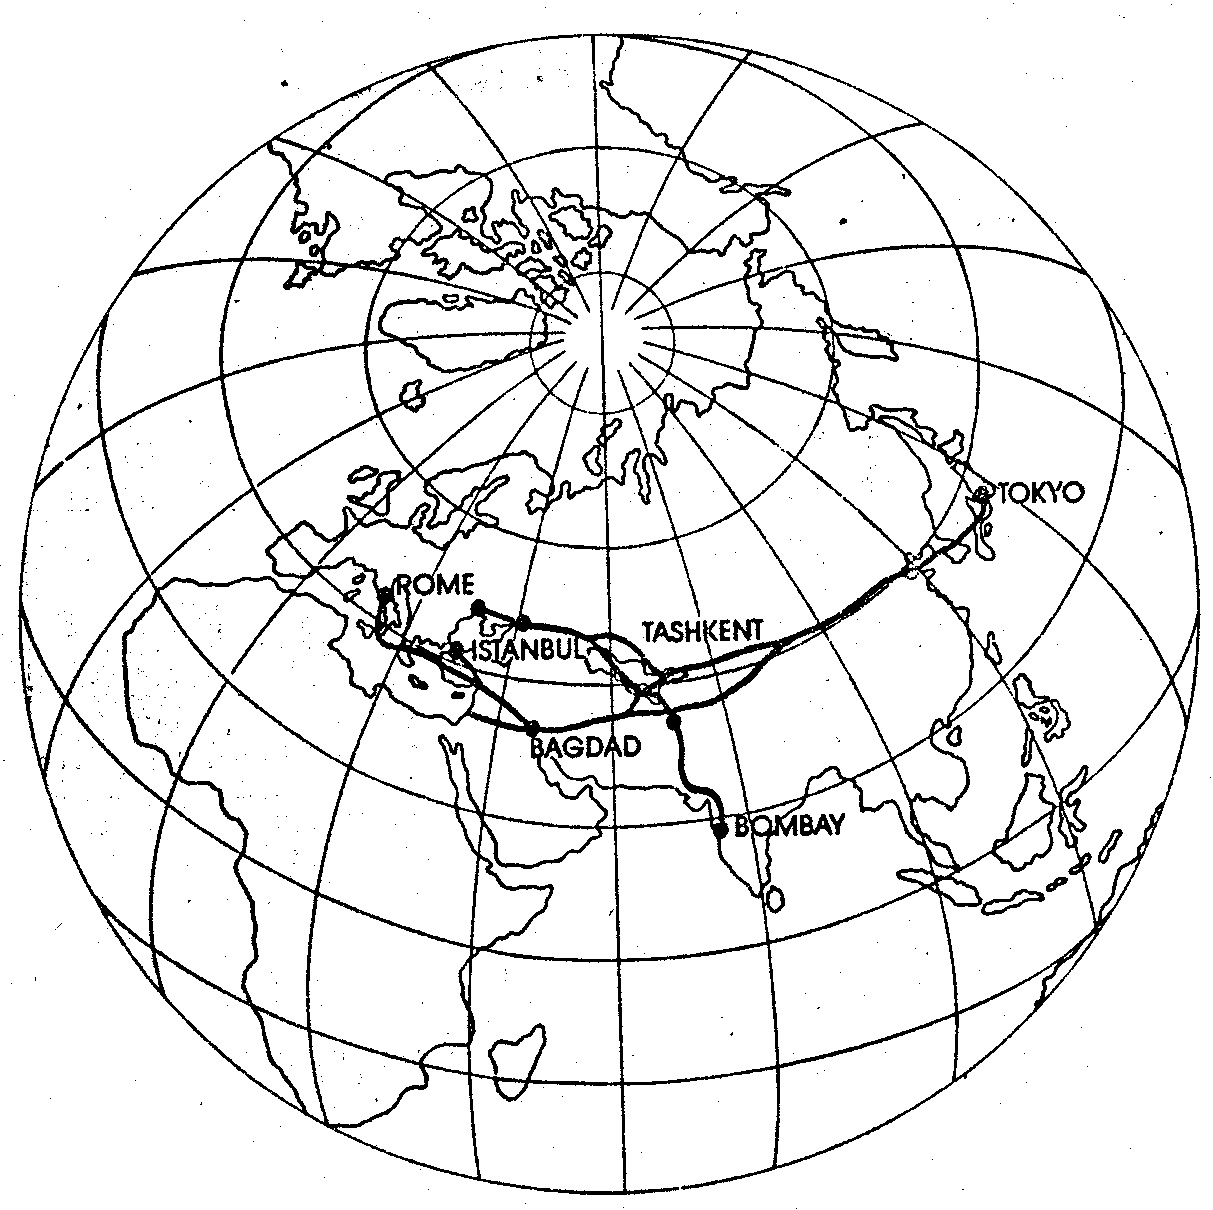 TOKYO
ROME
TASHKENT
ISTANBUL
BAGDAD
BOMBAY